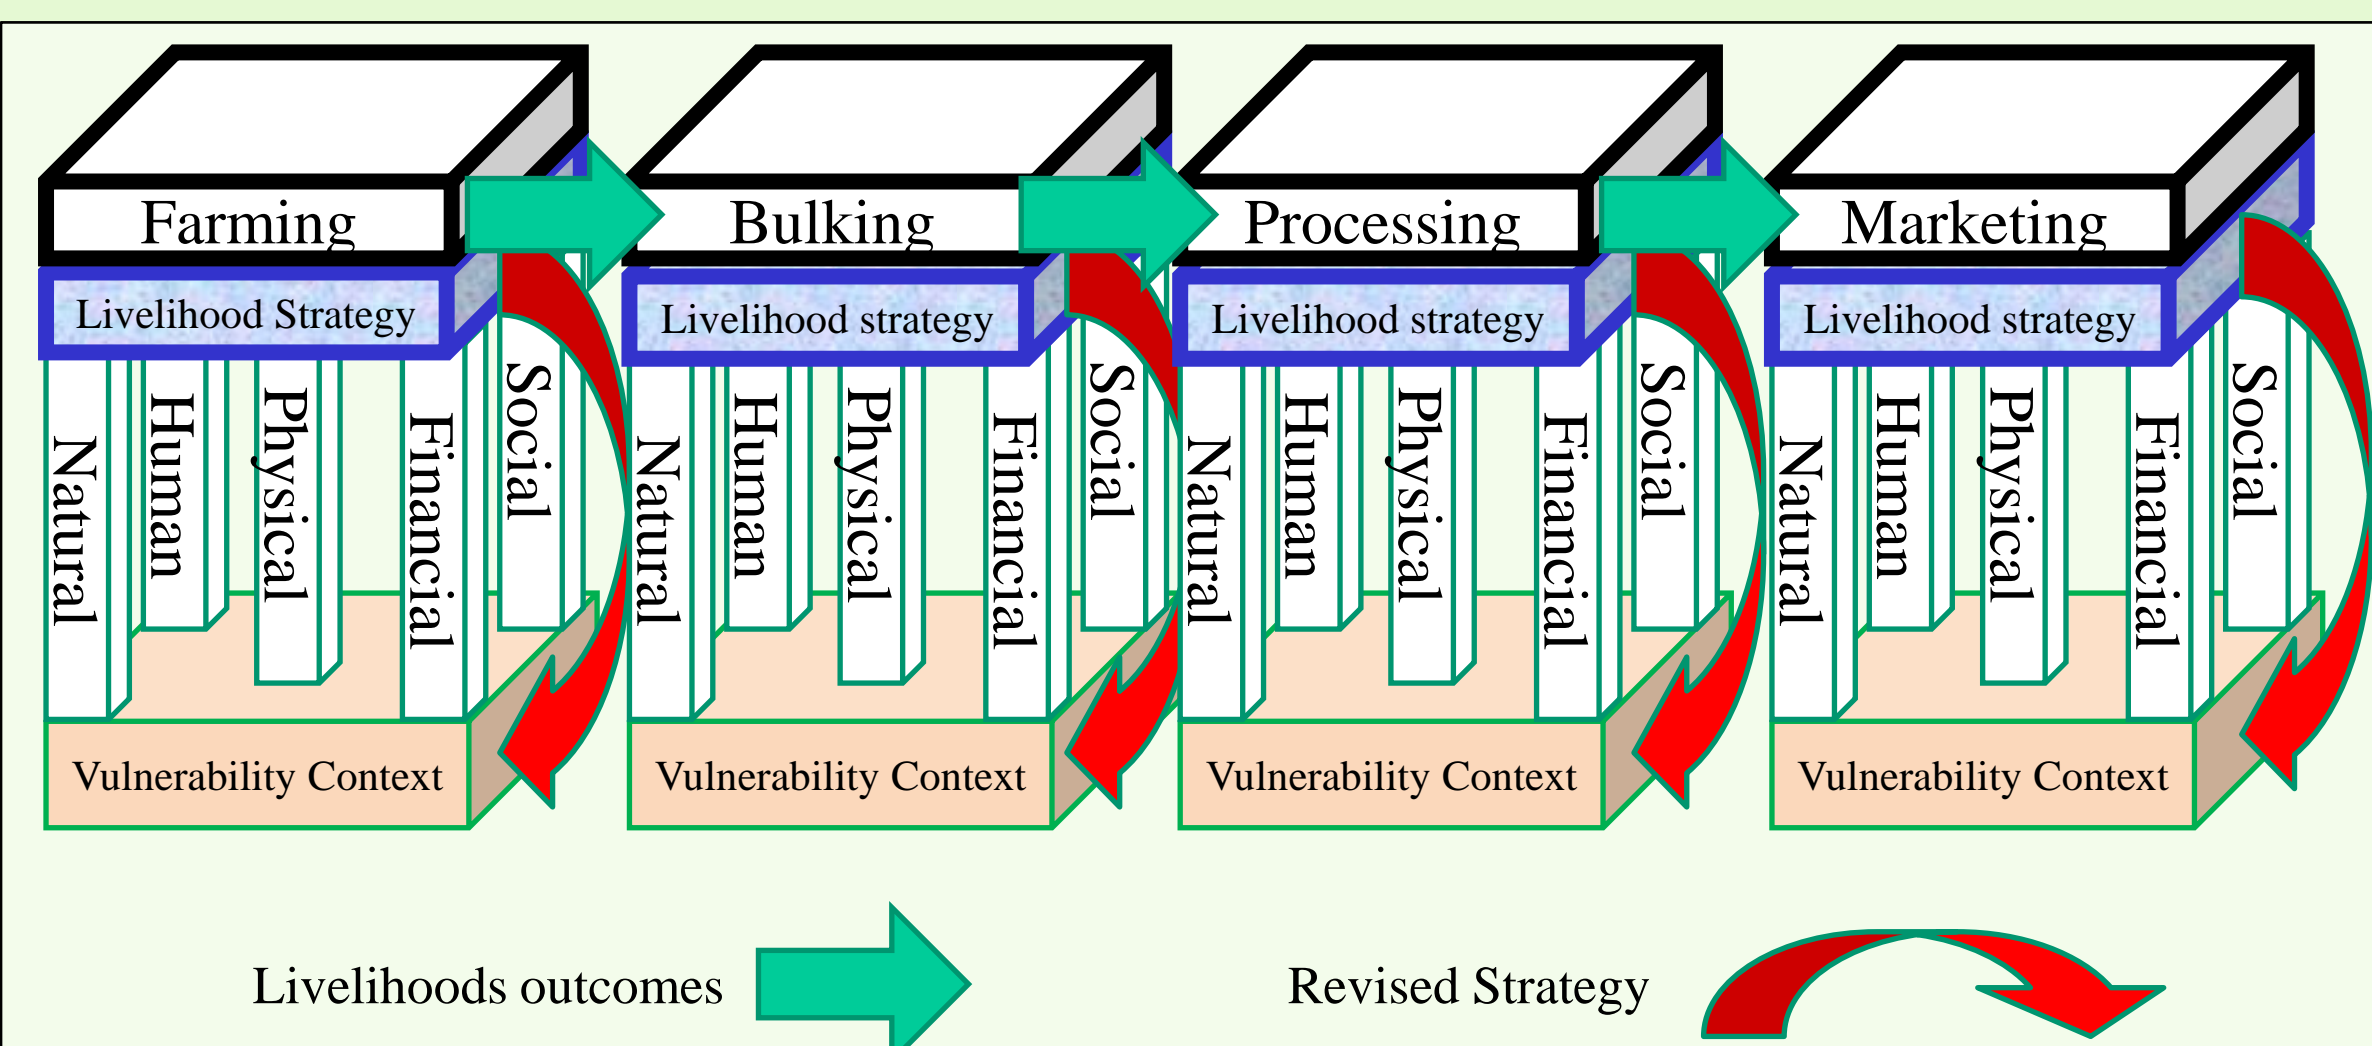 Farming
Bulking
Processing
Marketing
Livelihood Strategy
Livelihood strategy
Livelihood strategy
Livelihood strategy
Natural
Human
Physical
Financial
Social
Natural
Human
Physical
Financial
Social
Natural
Human
Physical
Financial
Social
Natural
Human
Physical
Financial
Social
Vulnerability Context
Vulnerability Context
Vulnerability Context
Vulnerability Context
Livelihoods outcomes
Revised Strategy